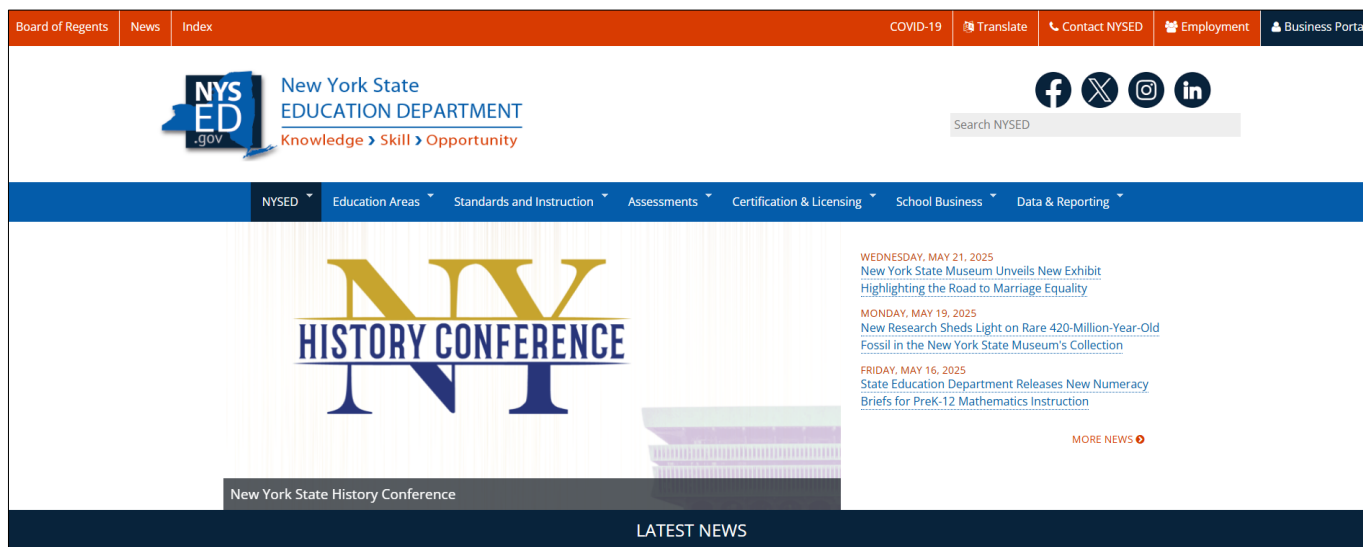 Board of Regents News Index COVID-19 Translate Contact NYSED Employment Business Porta
NYS
ED
.gov
New York State
EDUCATION DEPARTMENT
Knowledge › Skill › Opportunity
Search NYSED
NYSED Education Areas Standards and Instruction Assessments Certification & Licensing School Business Data & Reporting
NY
HISTORY CONFERENCE
New York State History Conference
WEDNESDAY, MAY 21, 2025
New York State Museum Unveils New Exhibit
Highlighting the Road to Marriage Equality
MONDAY, MAY 19, 2025
New Research Sheds Light on Rare 420-Million-Year-Old
Fossil in the New York State Museum's Collection
FRIDAY, MAY 16, 2025
State Education Department Releases New Numeracy
Briefs for PreK-12 Mathematics Instruction
MORE NEWS
LATEST NEWS